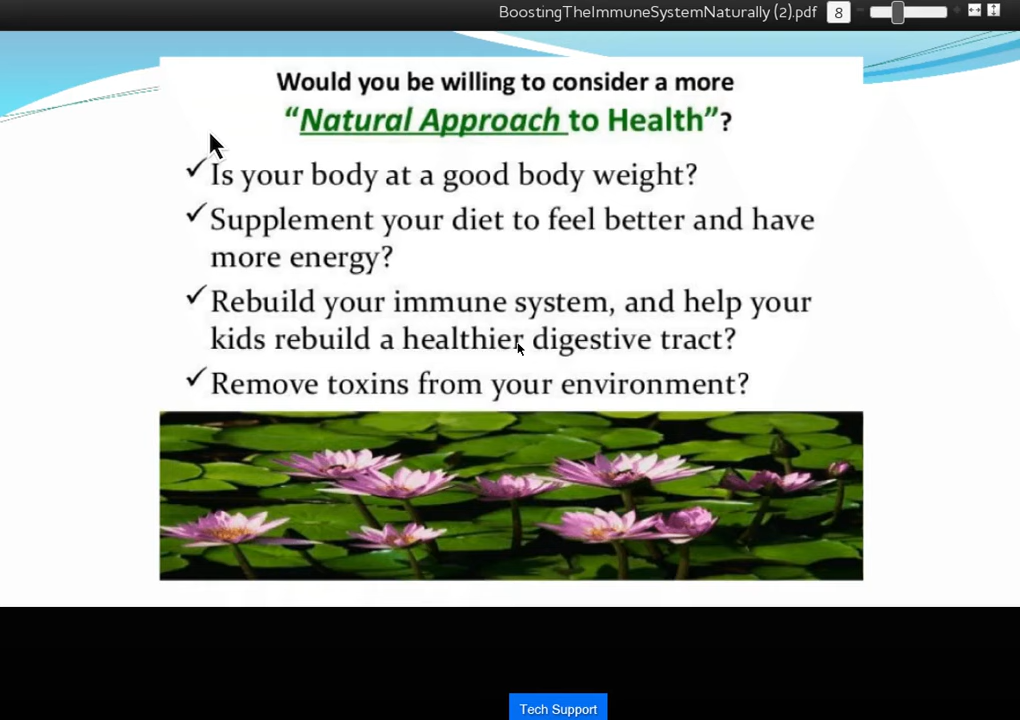 BoostingTheImmuneSystemNaturally (2).pdf 8
Would you be willing to consider a more
“Natural Approach to Health”?
✓Is your body at a good body weight?
✓Supplement your diet to feel better and have
more energy?
✓Rebuild your immune system, and help your
kids rebuild a healthier digestive tract?
✓Remove toxins from your environment?
Tech Support